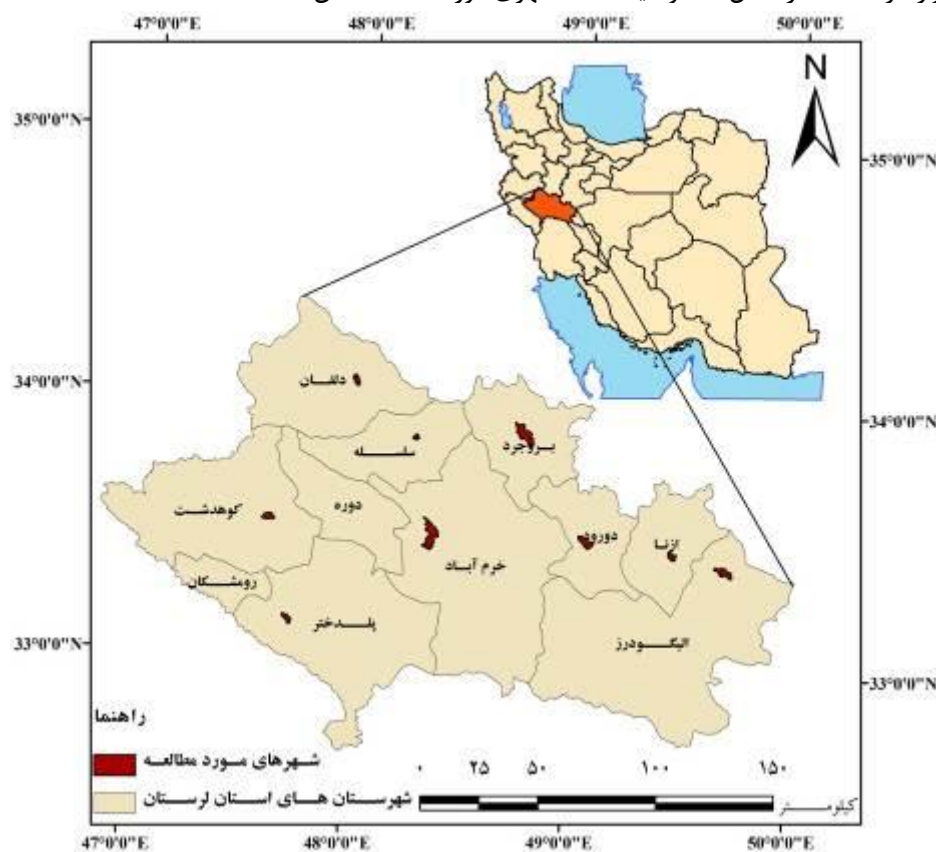 47°0'0"E 48°0'0"E 49°0'0"E 50°0'0"E
N
35°0'0"N
35°0'0"N
34°0'0"N
34°0'0"N
33°0'0"N
33°0'0"N
دلفان
سلسله
بروجرد
کوهدشت
دوره
خرم آباد
دورود
ازنا
رومشکان
پلدختر
الیگودرز
راهنما
شهرهای مورد مطالعه
شهرستان های استان لرستان
۰ ۲۵ ۵۰ ۱۰۰ ۱۵۰
کیلومتر
47°0'0"E 48°0'0"E 49°0'0"E 50°0'0"E